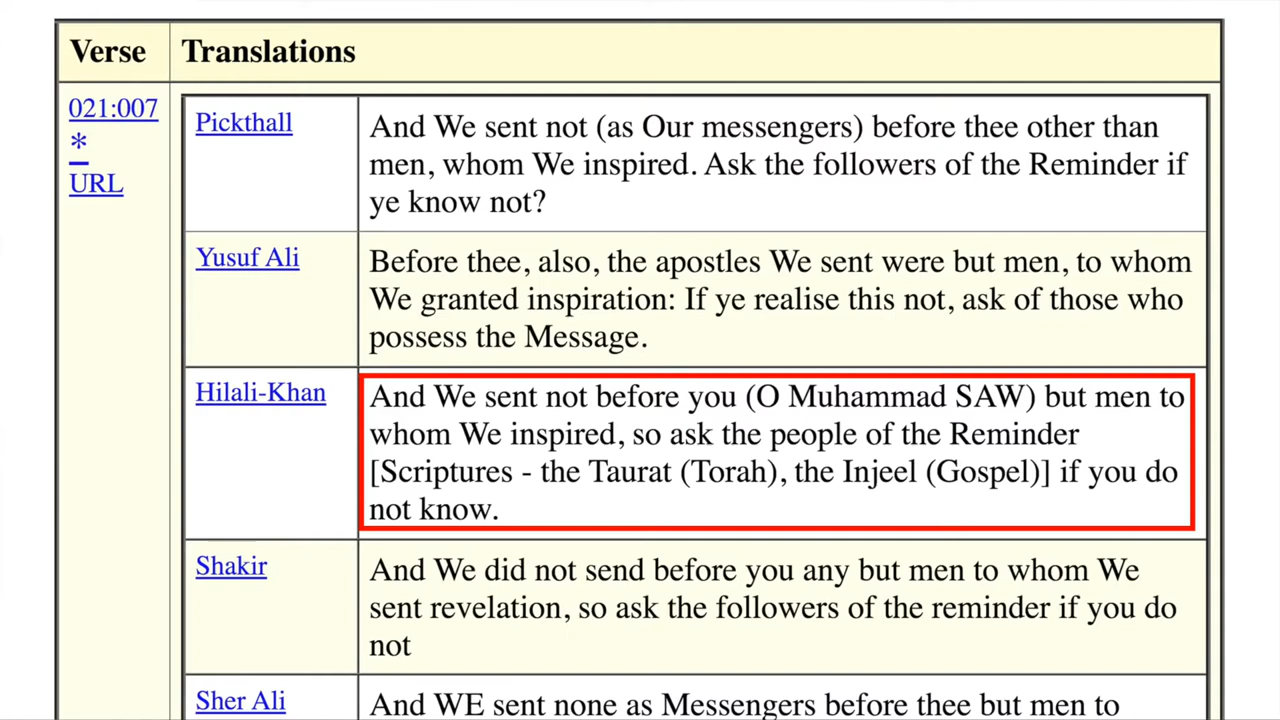 Verse Translations
021:007
*
URL
Pickthall
And We sent not (as Our messengers) before thee other than
men, whom We inspired. Ask the followers of the Reminder if
ye know not?
Yusuf Ali
Before thee, also, the apostles We sent were but men, to whom
We granted inspiration: If ye realise this not, ask of those who
possess the Message.
Hilali-Khan
And We sent not before you (O Muhammad SAW) but men to
whom We inspired, so ask the people of the Reminder
[Scriptures - the Taurat (Torah), the Injeel (Gospel)] if you do
not know.
Shakir
And We did not send before you any but men to whom We
sent revelation, so ask the followers of the reminder if you do
not
Sher Ali
And WE sent none as Messengers before thee but men to